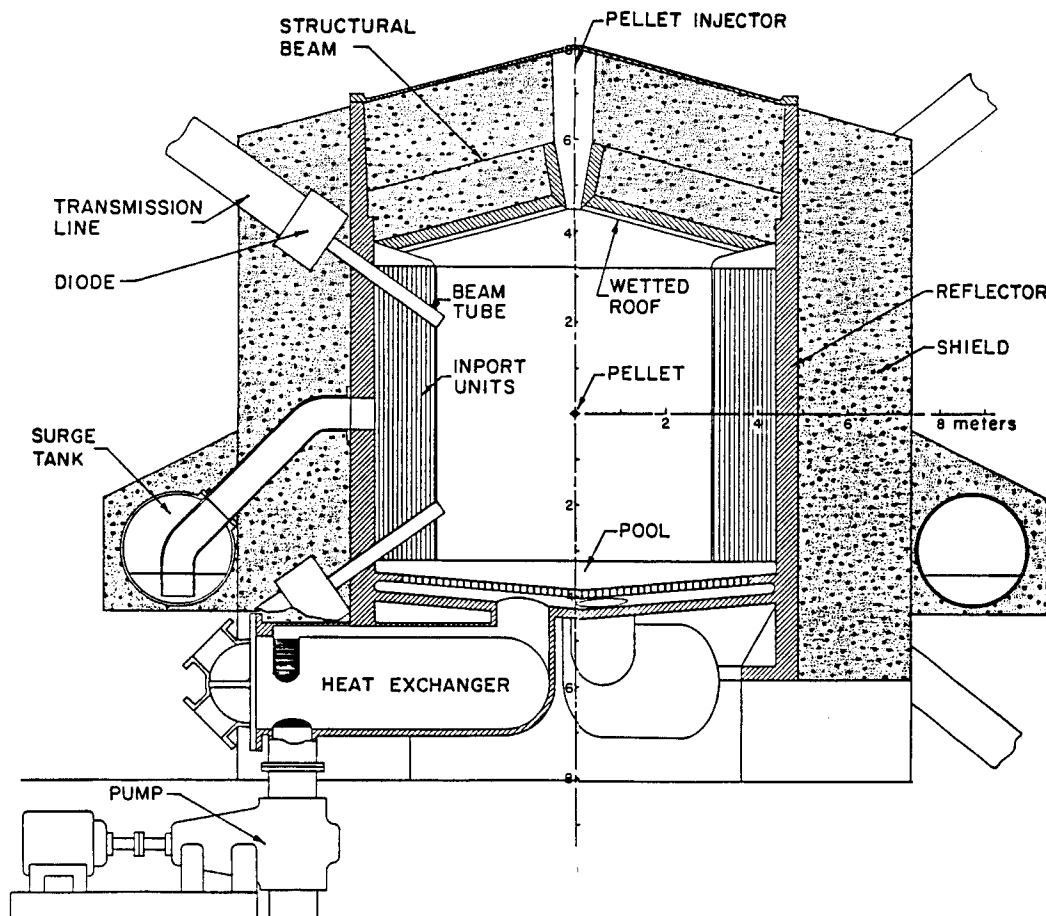 PELLET INJECTOR
STRUCTURAL
BEAM
8
6
TRANSMISSION
LINE
4
DIODE
BEAM
TUBE
WETTED
ROOF
REFLECTOR
2
SHIELD
INPORT
UNITS
PELLET
2
4
6
8 meters
SURGE
TANK
2
POOL
HEAT EXCHANGER
6
8
PUMP